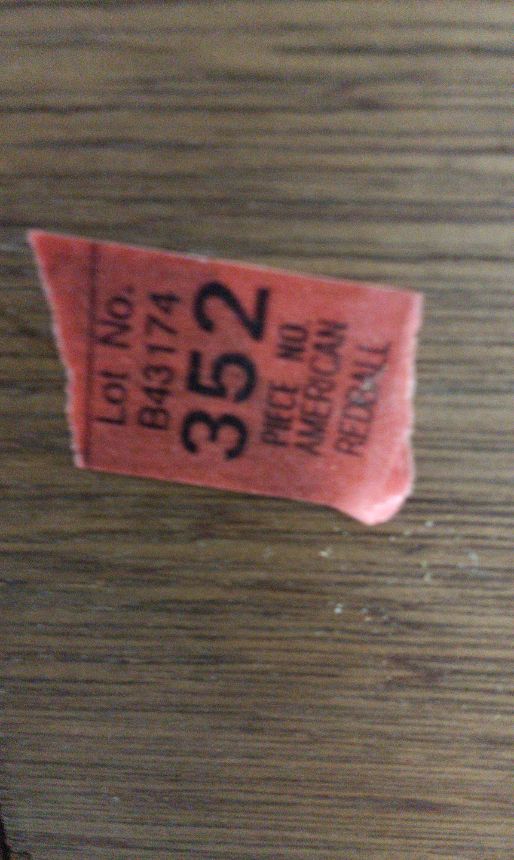 Lot No.
B43174
352
PIECE NO.
AMERICAN
REDBALL